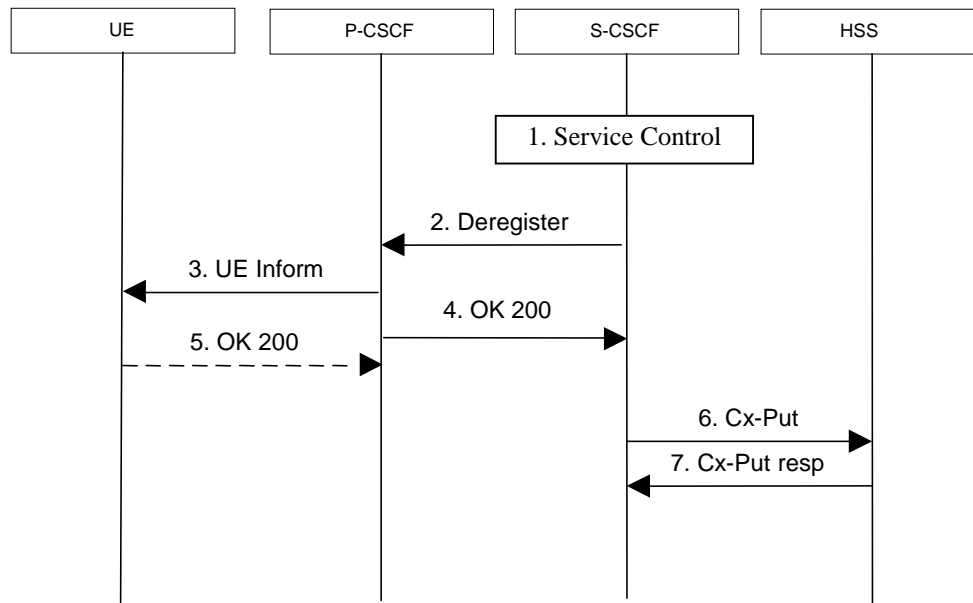 UE
P-CSCF
S-CSCF
HSS
1. Service Control
2. Deregister
3. UE Inform
4. OK 200
5. OK 200
6. Cx-Put
7. Cx-Put resp